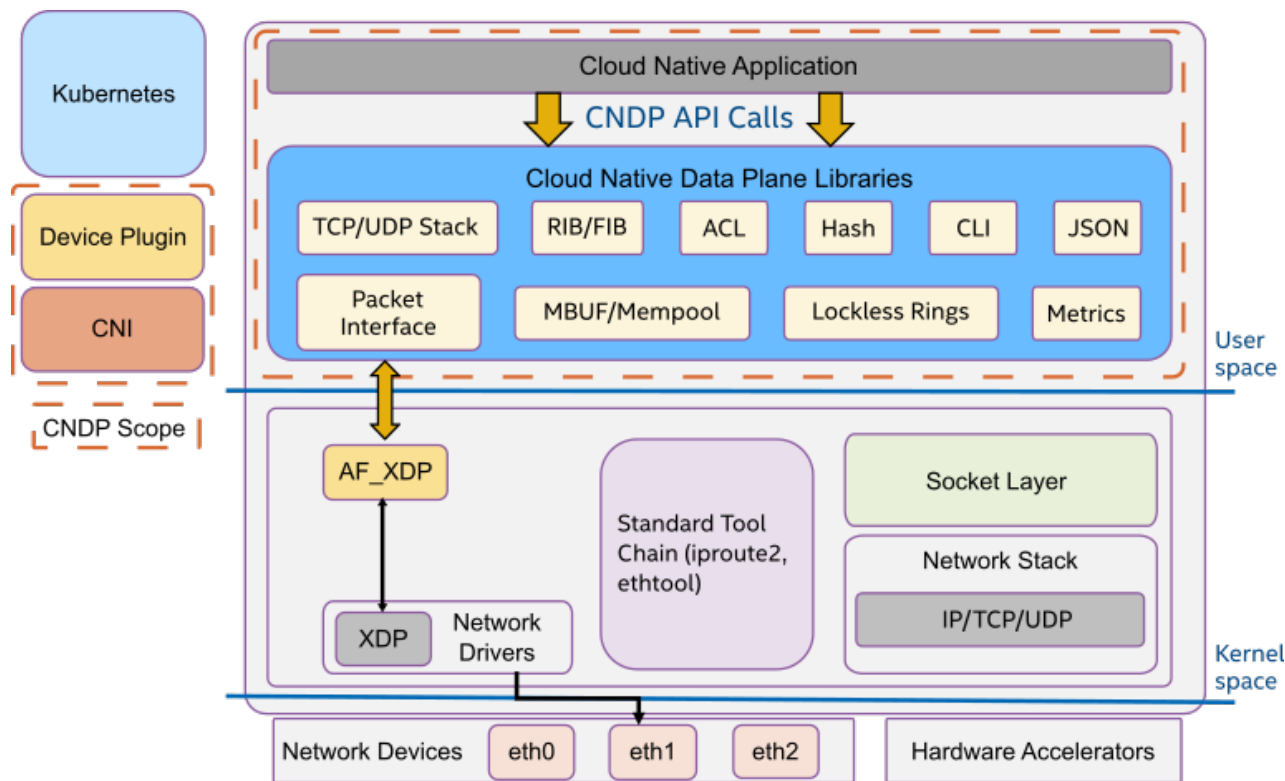 Kubernetes
Device Plugin
CNI
CNDP Scope
Cloud Native Application
CNDP API Calls
Cloud Native Data Plane Libraries
TCP/UDP Stack
RIB/FIB
ACL
Hash
CLI
JSON
Packet
Interface
MBUF/Mempool
Lockless Rings
Metrics
User
space
AF_XDP
Standard Tool
Chain (iproute2,
ethtool)
Socket Layer
Network Stack
IP/TCP/UDP
XDP
Network
Drivers
Kernel
space
Network Devices
eth0
eth1
eth2
Hardware Accelerators